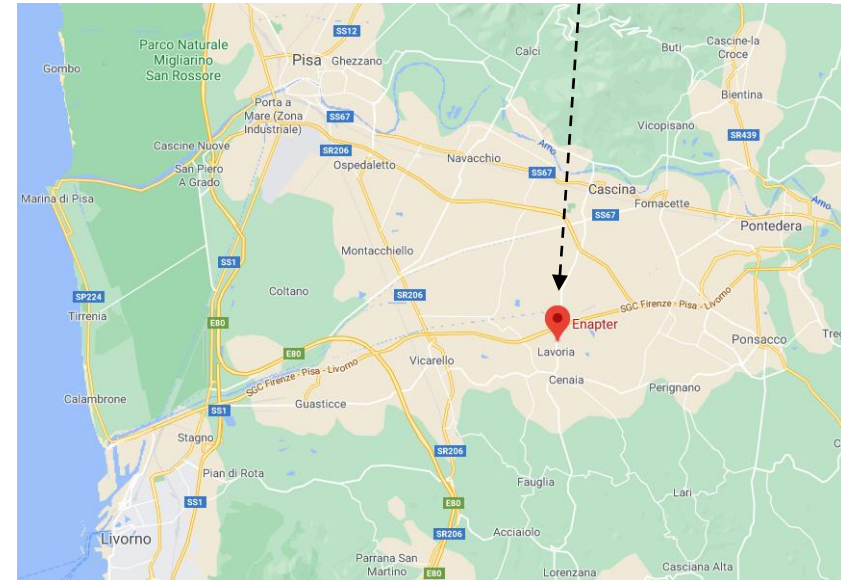 SS12
Parco Naturale
Migliarino
San Rossore
Pisa
Ghezzano
Calci
Buti
Cascine-la
Croce
Gombo
Bientina
Porta a
Mare (Zona
Industriale)
SS67
Vicopisano
SR439
Cascine Nuove
SR206
Ospedaletto
Navacchio
Arno
San Piero
A Grado
SS67
Cascina
Marina di Pisa
Fornacette
Arno
SS67
Pontedera
SS1
Montacchiello
Coltano
SP224
SR206
Tirrenia
SGC Firenze - Pisa - Livorno
E80
Enapter
Ponsacco
Treg
E80
Vicarello
Lavoria
SGC Firenze - Pisa - Livorno
Cenaia
Perignano
Calambrone
Guasticce
SS1
Stagno
C
SR206
Pian di Rota
Fauglia
SS1
E80
Lari
Livorno
SR206
Acciaiolo
Parrana San
Martino
E80
Lorenzana
Casciana Alta